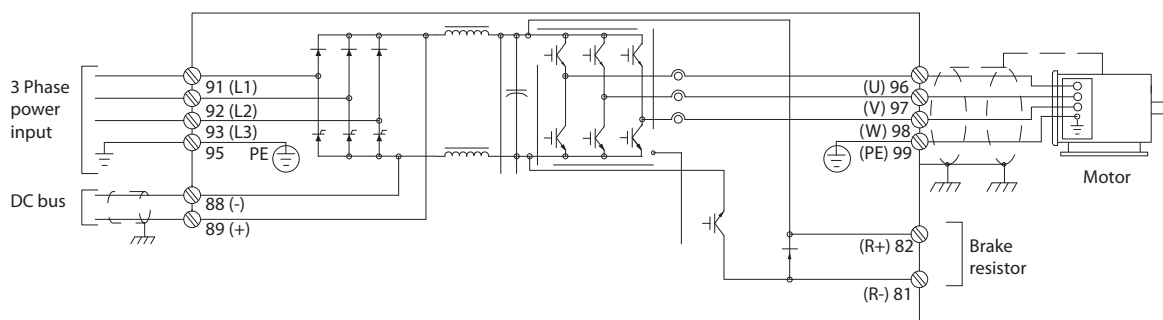 3 Phase
power
input
91 (L1)
92 (L2)
93 (L3)
95
PE
DC bus
88 (-)
89 (+)
(U) 96
(V) 97
(W) 98
(PE) 99
Motor
(R+) 82
Brake
resistor
(R-) 81